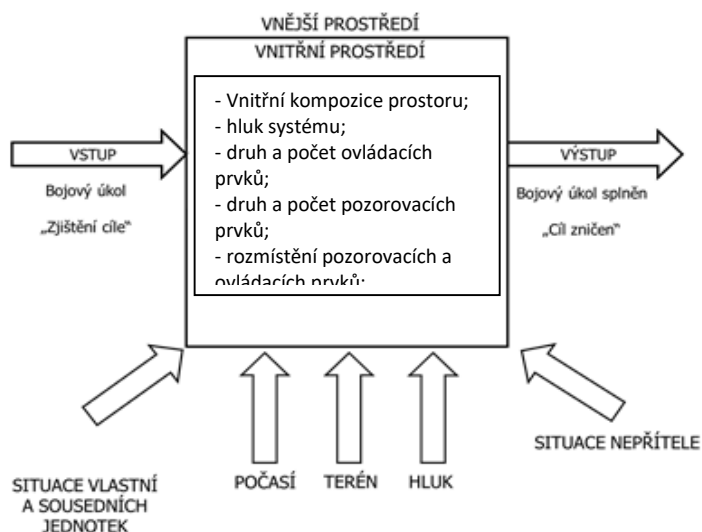 VNĚJŠÍ PROSTŘEDÍ
VNITŘNÍ PROSTŘEDÍ
- Vnitřní kompozice prostoru;
- hluk systému;
- druh a počet ovládacích
prvků;
- druh a počet pozorovacích
prvků;
- rozmístění pozorovacích a
ovládacích prvků;
VSTUP
Bojový úkol
„Zjištění cíle"
VÝSTUP
Bojový úkol splněn
„Cíl zničen"
SITUACE VLASTNÍ
A SOUSEDNÍCH
JEDNOTEK
POČASÍ
TERÉN
HLUK
SITUACE NEPŘÍTELE